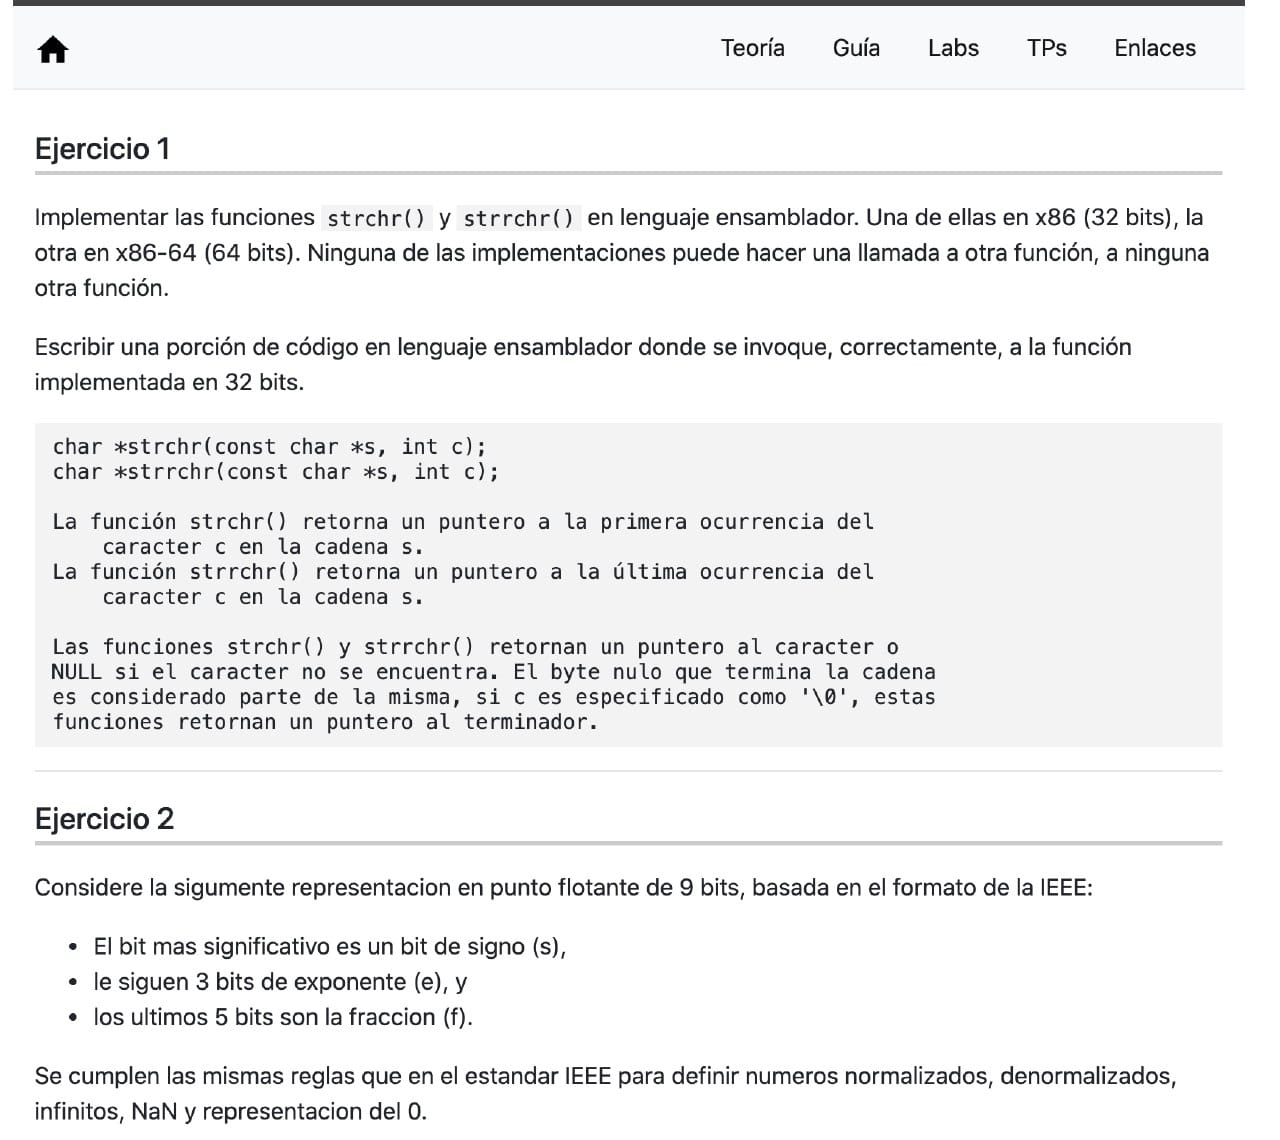 Teoría Guía Labs TPs Enlaces
Ejercicio 1
Implementar las funciones strchr() y strrchr() en lenguaje ensamblador. Una de ellas en x86 (32 bits), la
otra en x86-64 (64 bits). Ninguna de las implementaciones puede hacer una llamada a otra función, a ninguna
otra función.
Escribir una porción de código en lenguaje ensamblador donde se invoque, correctamente, a la función
implementada en 32 bits.
char *strchr(const char *s, int c);
char *strrchr(const char *s, int c);
La función strchr() retorna un puntero a la primera ocurrencia del
caracter c en la cadena s.
La función strrchr() retorna un puntero a la última ocurrencia del
caracter c en la cadena s.
Las funciones strchr() y strrchr() retornan un puntero al caracter o
NULL si el caracter no se encuentra. El byte nulo que termina la cadena
es considerado parte de la misma, si c es especificado como '\0', estas
funciones retornan un puntero al terminador.
Ejercicio 2
Considere la sigumente representacion en punto flotante de 9 bits, basada en el formato de la IEEE:
• El bit mas significativo es un bit de signo (s),
• le siguen 3 bits de exponente (e), y
• los ultimos 5 bits son la fraccion (f).
Se cumplen las mismas reglas que en el estandar IEEE para definir numeros normalizados, denormalizados,
infinitos, NaN y representacion del 0.